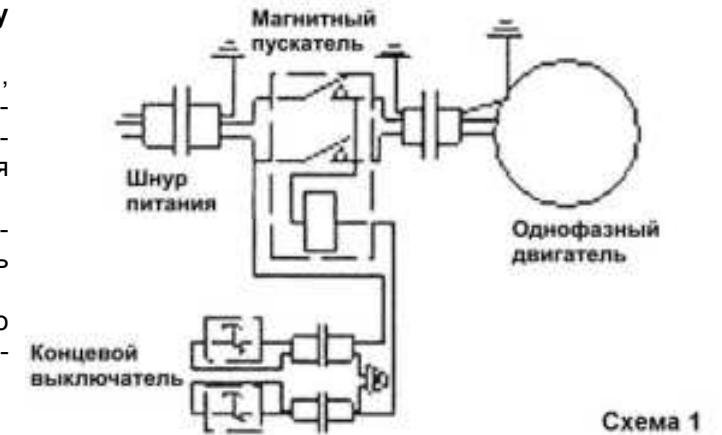 у
,
-
-
я
-
ь
о
-
Магнитный
пускатель
Шнур
питания
Однофазный
двигатель
Концевой
выключатель
Схема 1